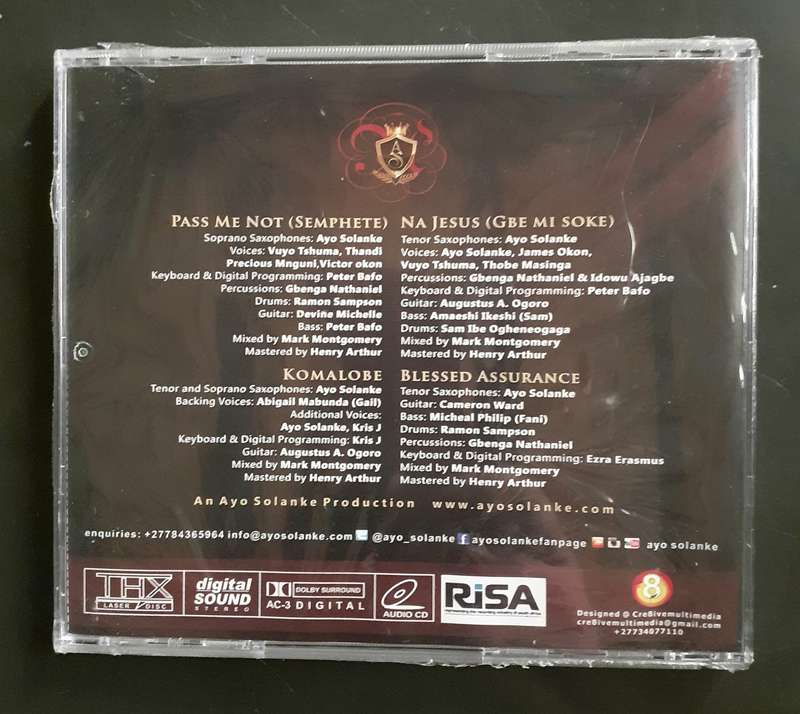 A
S
PASS ME NOT (SEMPHETE)
Soprano Saxophones: Ayo Solanke
Voices: Vuyo Tshuma, Thandi
Precious Mnguni,Victor okon
Keyboard & Digital Programming: Peter Bafo
Percussions: Gbenga Nathaniel
Drums: Ramon Sampson
Guitar: Devine Michelle
Bass: Peter Bafo
Mixed by Mark Montgomery
Mastered by Henry Arthur
NA JESUS (GBE MI SOKE)
Tenor Saxophones: Ayo Solanke
Voices: Ayo Solanke, James Okon,
Vuyo Tshuma, Thobe Masinga
Percussions: Gbenga Nathaniel & Idowu Ajagbe
Keyboard & Digital Programming: Peter Bafo
Guitar: Augustus A. Ogoro
Bass: Amaeshi Ikeshi (Sam)
Drums: Sam Ibe Ogheneogaga
Mixed by Mark Montgomery
Mastered by Henry Arthur
KOMALOBE
Tenor and Soprano Saxophones: Ayo Solanke
Backing Voices: Abigail Mabunda (Gail)
Additional Voices:
Ayo Solanke, Kris J
Keyboard & Digital Programming: Kris J
Guitar: Augustus A. Ogoro
Mixed by Mark Montgomery
Mastered by Henry Arthur
BLESSED ASSURANCE
Tenor Saxophones: Ayo Solanke
Guitar: Cameron Ward
Bass: Micheal Philip (Fani)
Drums: Ramon Sampson
Percussions: Gbenga Nathaniel
Keyboard & Digital Programming: Ezra Erasmus
Mixed by Mark Montgomery
Mastered by Henry Arthur
An Ayo Solanke Production www.ayosolanke.com
enquiries: +27784365964 info@ayosolanke.com @ayo_solanke f ayosolankefanpage ayo solanke
THX
LASER DISC
digital
SOUND
STEREO
DOLBY SURROUND
AC-3 DIGITAL
AUDIO CD
RiSA
Representing the recording industry of south africa
8
Designed @ Cre8ivemultimedia
cre8ivemultimedia@gmail.com
+27734077110